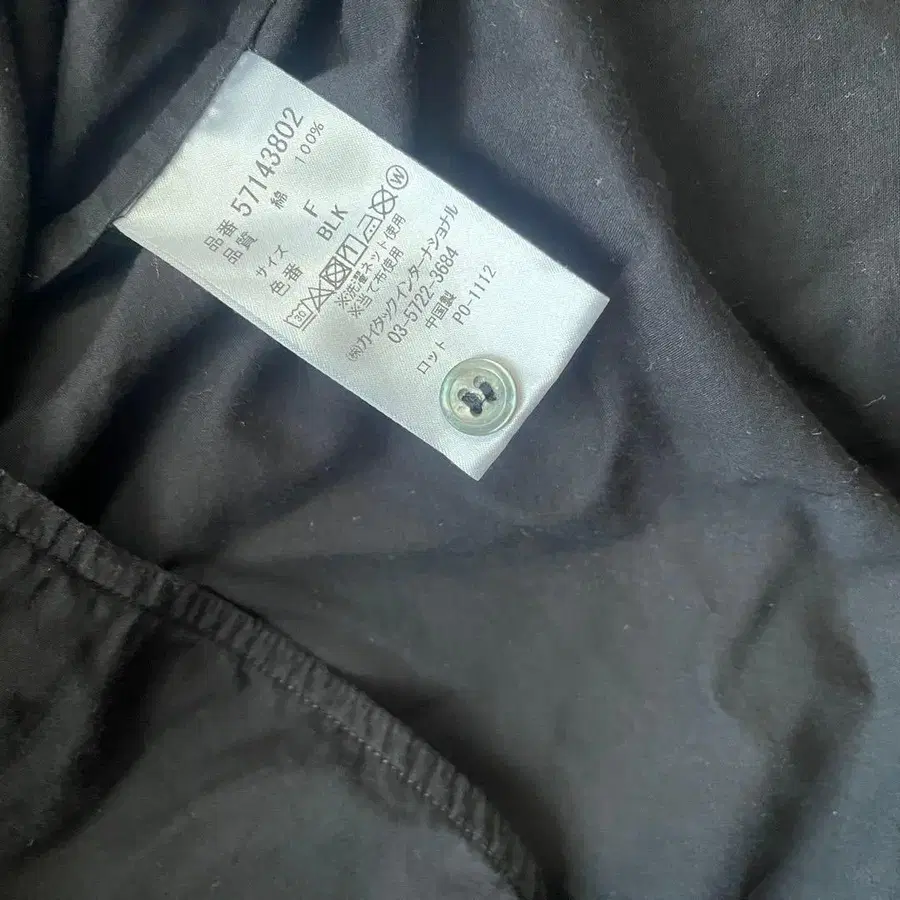 品番 57143802
品質 綿 100%
サイズ F
色番 BLK
30 W
※洗濯ネット使用
※当て布使用
㈱カイタックインターナショナル
03-5722-3684
中国製
ロット PO-1112